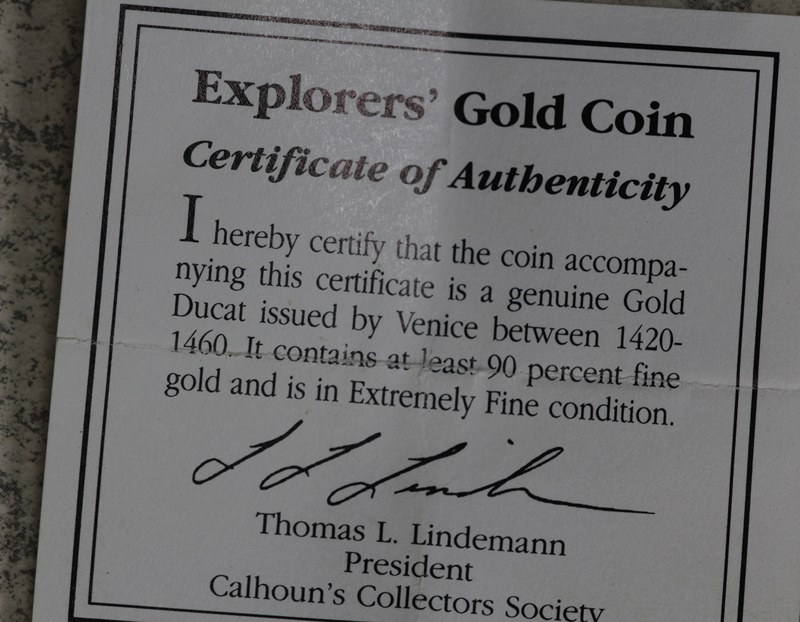 Explorers' Gold Coin
Certificate of Authenticity
I hereby certify that the coin accompa-
nying this certificate is a genuine Gold
Ducat issued by Venice between 1420-
1460. It contains at least 90 percent fine
gold and is in Extremely Fine condition.
Thomas L. Lindemann
President
Calhoun's Collectors Society